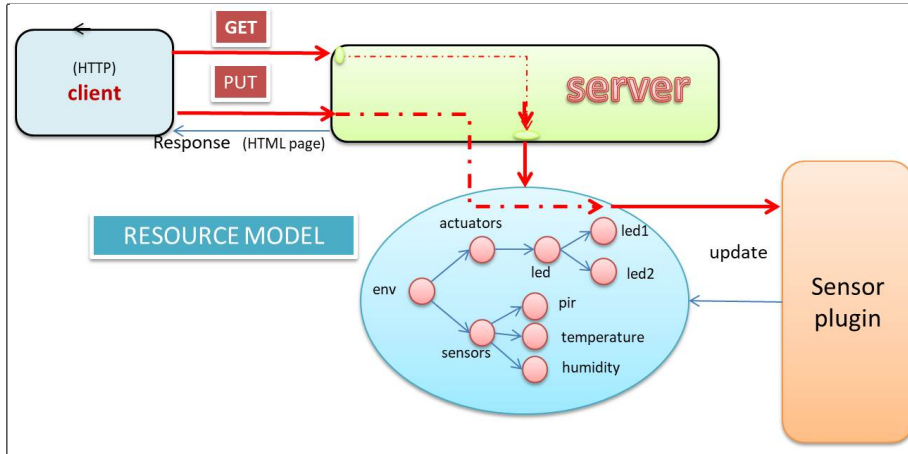 GET
(HTTP)
client
PUT
server
Response (HTML page)
RESOURCE MODEL
actuators
led1
led
led2
env
pir
sensors
temperature
humidity
update
Sensor
plugin